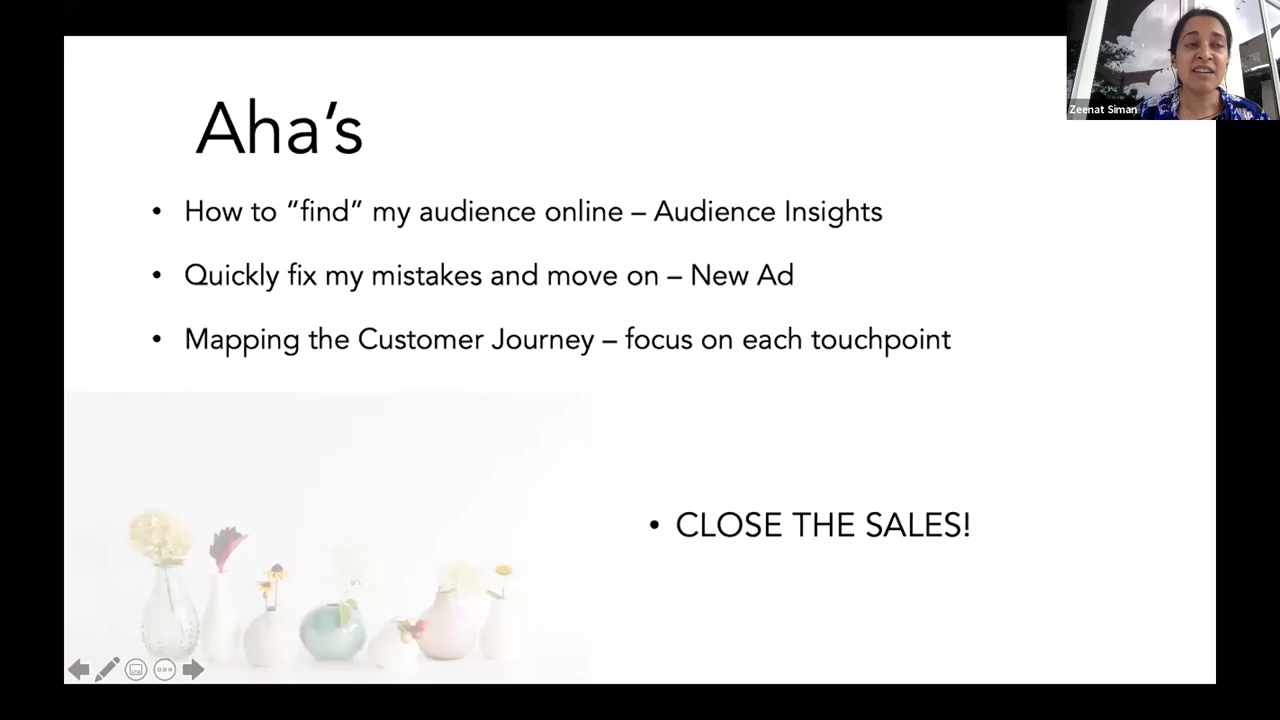 Aha’s
• How to “find” my audience online – Audience Insights
• Quickly fix my mistakes and move on – New Ad
• Mapping the Customer Journey – focus on each touchpoint
• CLOSE THE SALES!
Zeenat Siman